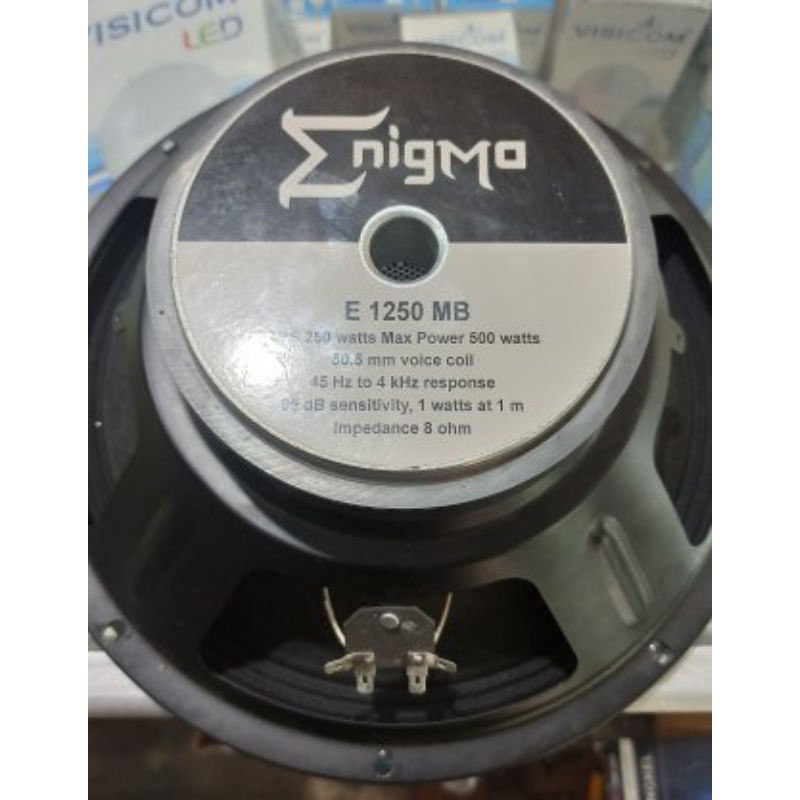 VISICOM
LED
VISICOM
Enigma
E 1250 MB
250 watts Max Power 500 watts
50.5 mm voice coil
45 Hz to 4 kHz response
dB sensitivity, 1 watts at 1 m
Impedance 8 ohm